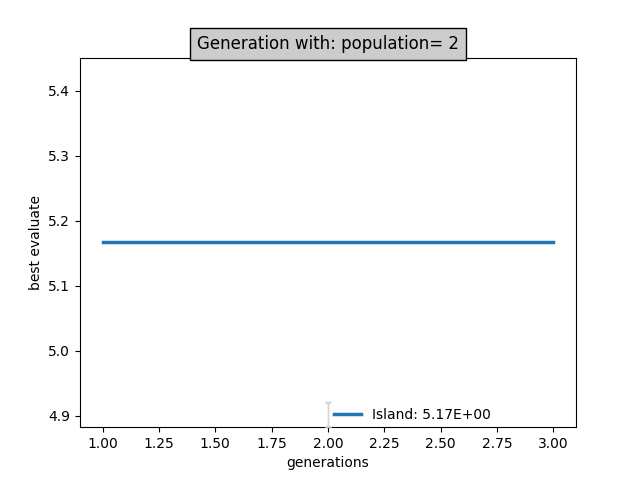 Generation with: population= 2
best evaluate
5.4
5.3
5.2
5.1
5.0
4.9
Island: 5.17E+00
1.00 1.25 1.50 1.75 2.00 2.25 2.50 2.75 3.00
generations